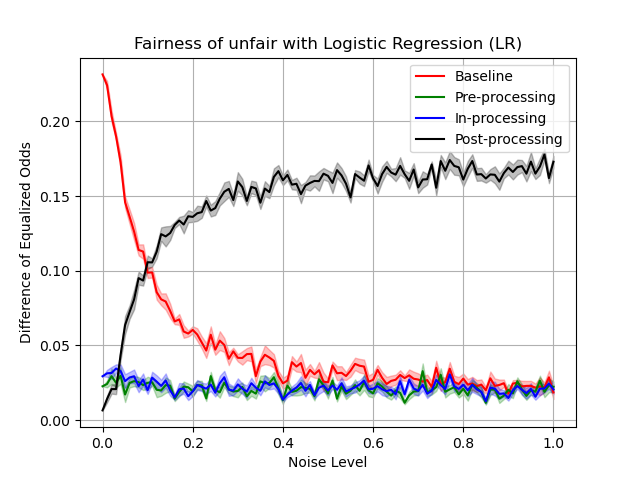 Fairness of unfair with Logistic Regression (LR)
Baseline
Pre-processing
In-processing
Post-processing
Difference of Equalized Odds
0.20
0.15
0.10
0.05
0.00
0.0 0.2 0.4 0.6 0.8 1.0
Noise Level